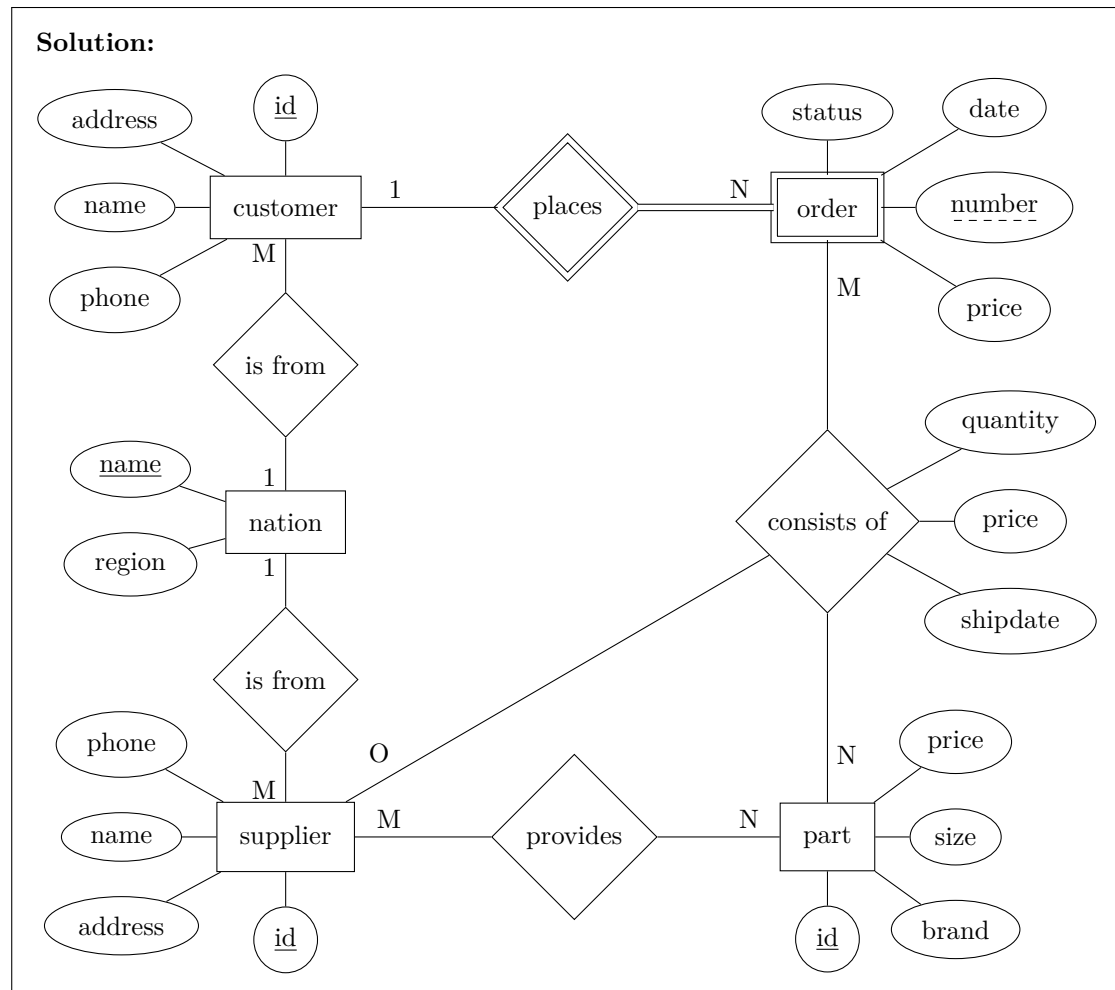 Solution:
id
address
status
date
customer
1
places
N
order
name
number
M
phone
M
price
is from
quantity
name
1
nation
consists of
price
region
1
shipdate
is from
phone
O
N
price
M
supplier
M
provides
N
part
size
name
address
id
id
brand